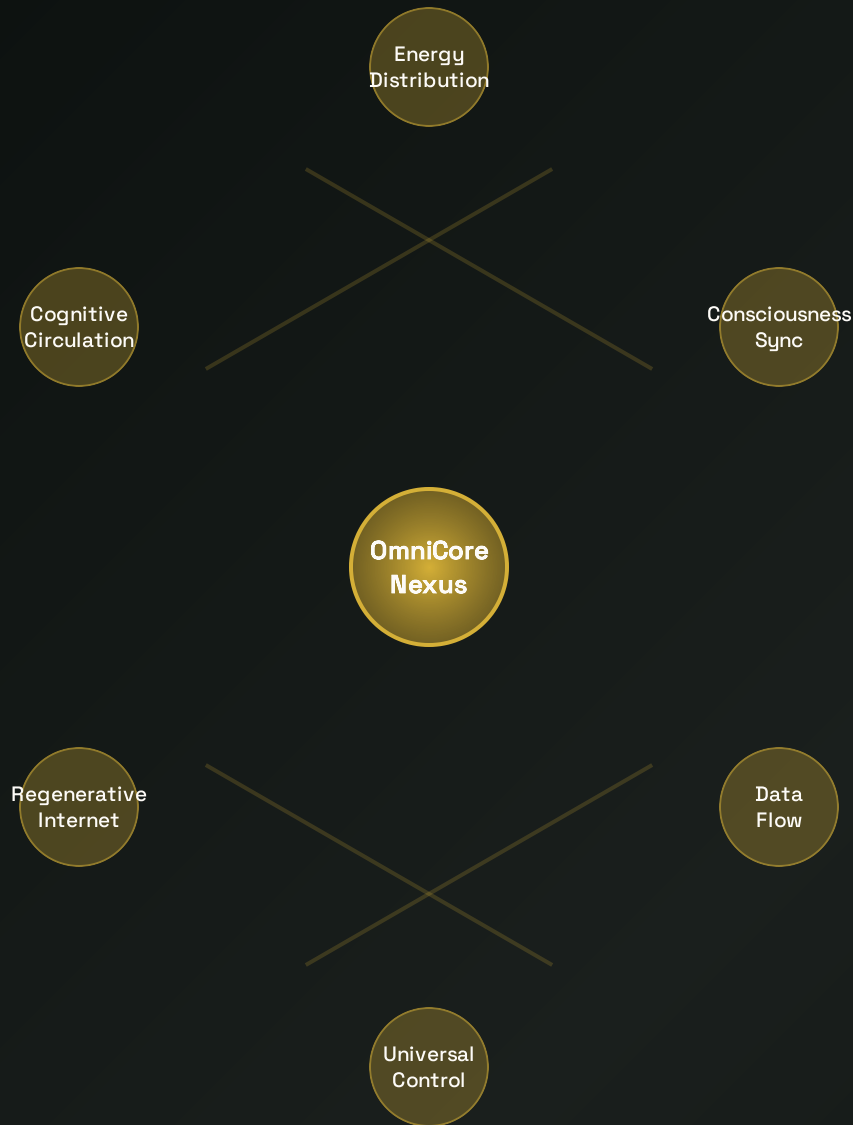 Energy
Distribution
Cognitive
Circulation
Consciousness
Sync
OmniCore
Nexus
Regenerative
Internet
Data
Flow
Universal
Control